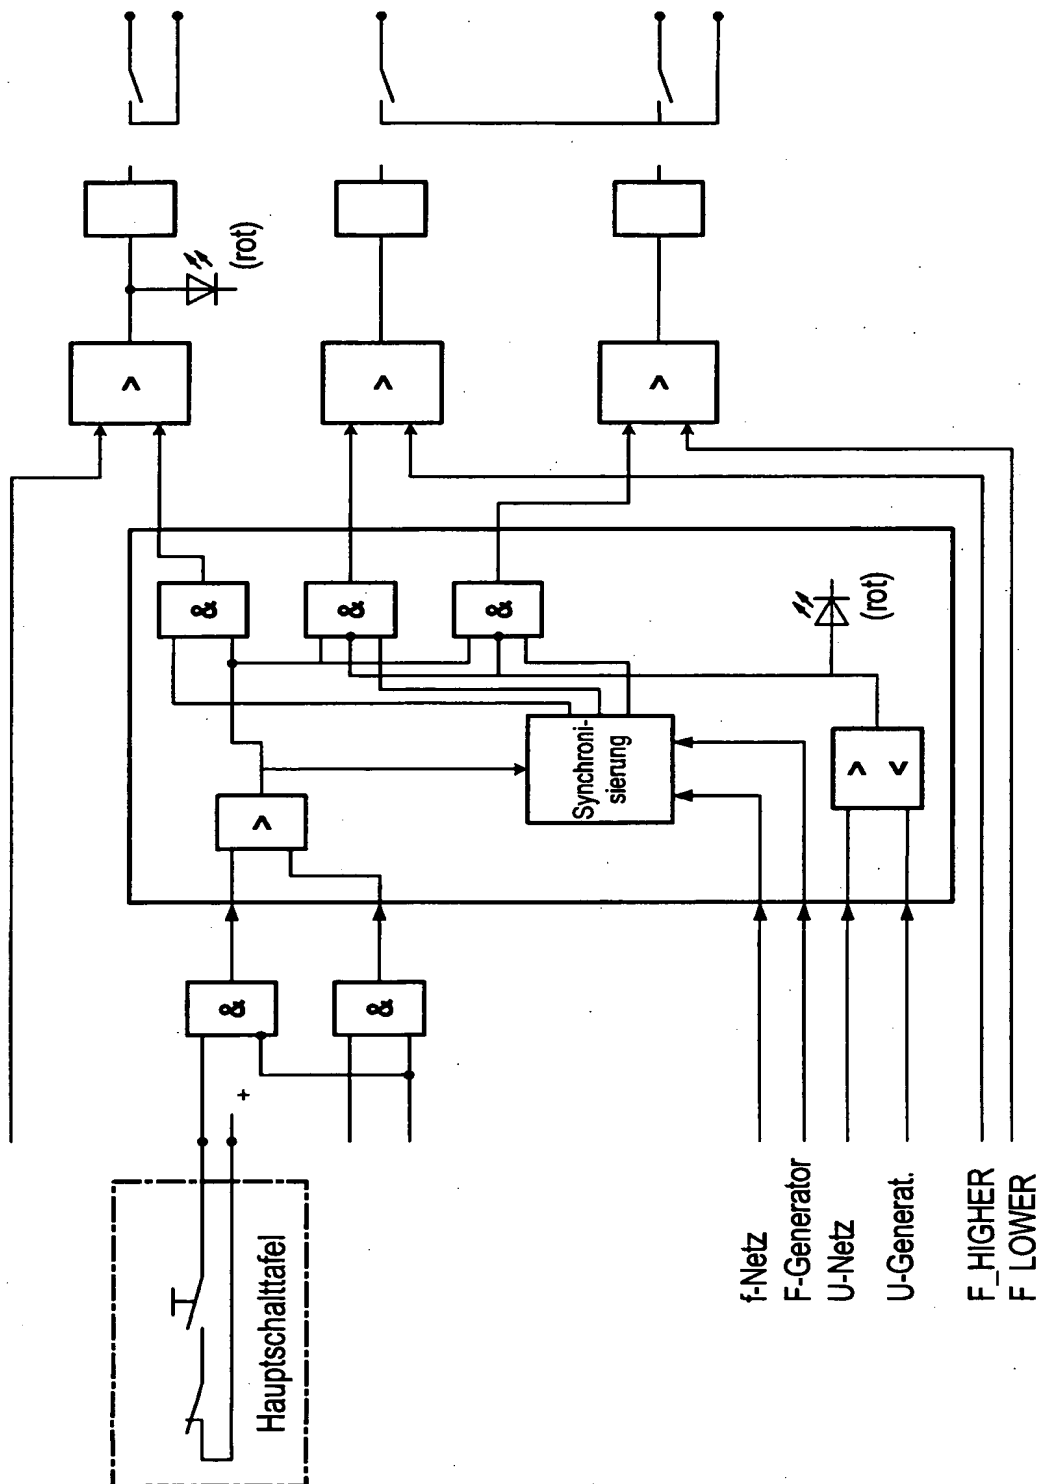 Hauptschalttafel
+
&
&
>
Synchroni-
sierung
&
&
&
> <
(rot)
>
>
>
(rot)
f-Netz
F-Generator
U-Netz
U-Generat.
F_HIGHER
F LOWER